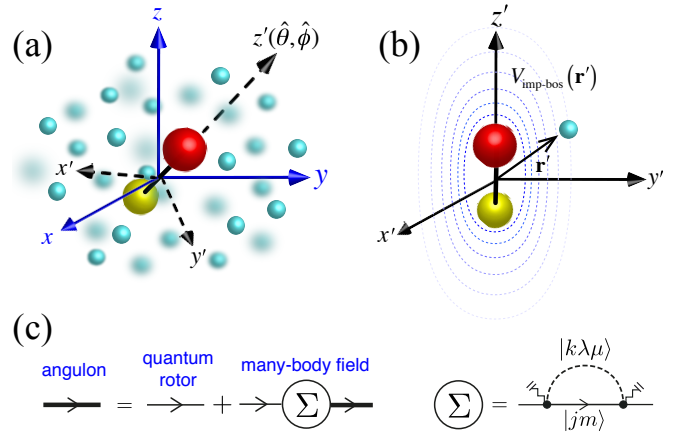 (a)
z
z′(θ̂,ϕ̂)
x′
y
x
y′
(b)
z′
V_imp-bos(r′)
r′
y′
x′
(c)
angulon
=
quantum
rotor
+
many-body field
Σ
Σ
=
|kλμ⟩
|jm⟩